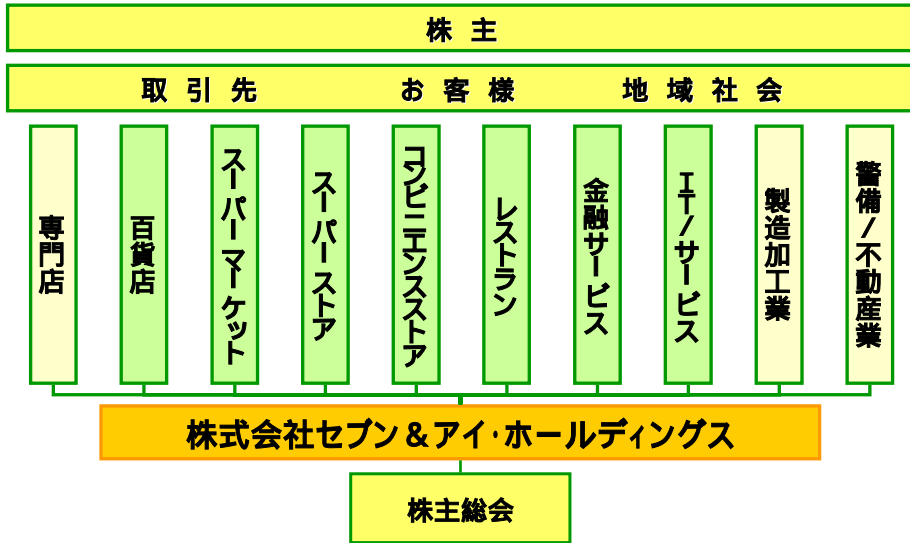 株主
取引先 お客様 地域社会
専門店
百貨店
スーパーマーケット
スーパーストア
コンビニエンスストア
レストラン
金融サービス
IT/サービス
製造加工業
警備/不動産業
株式会社セブン&アイ·ホールディングス
株主総会